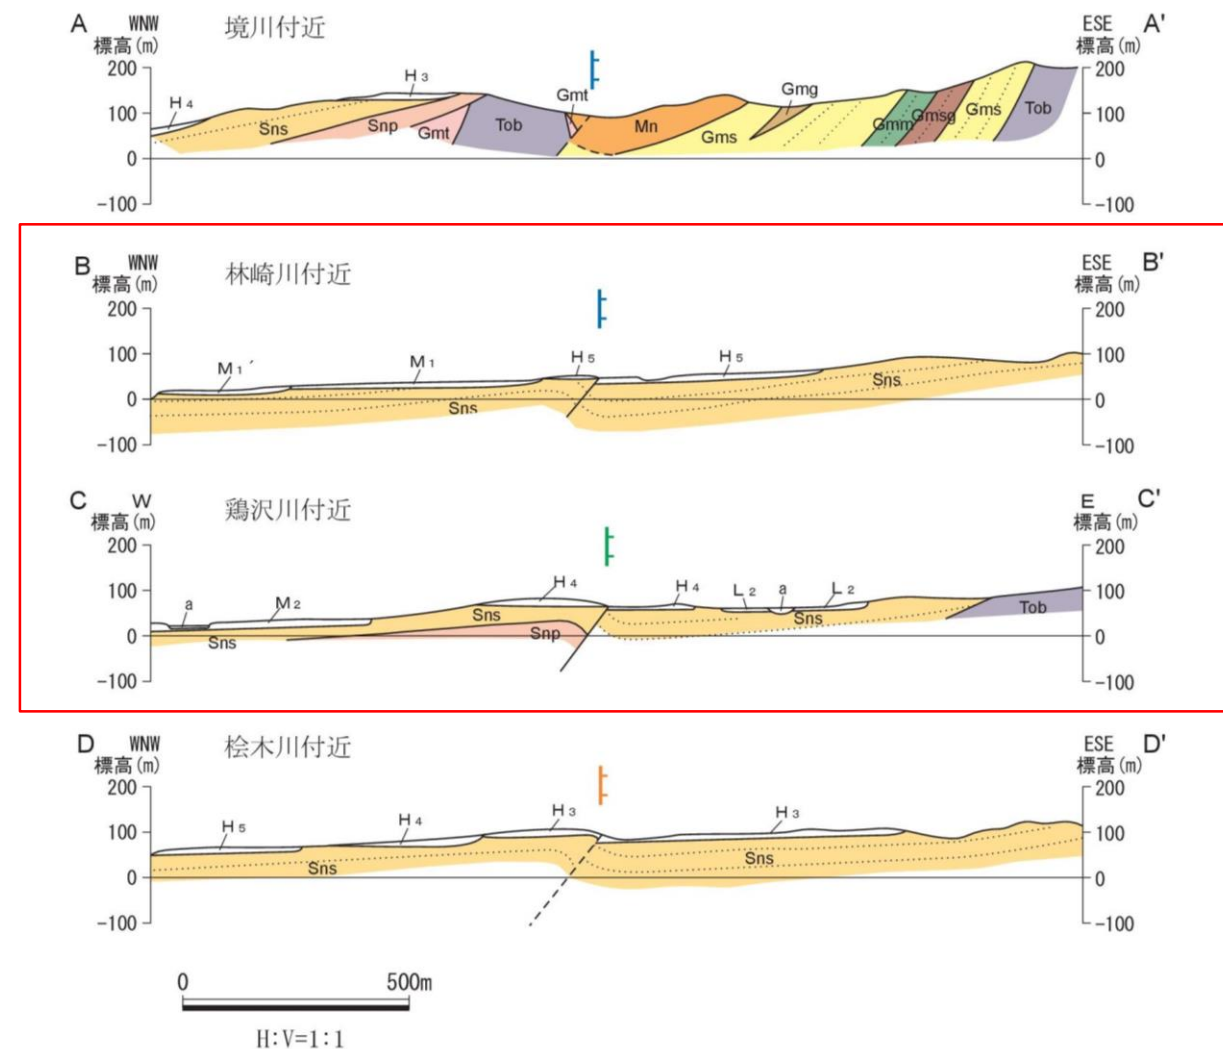 A WNW 境川付近 ESE A'
標高(m) 標高(m)
200 200
H3
H4 Gmt Gmg
100 100
Sns Snp Gmt Tob Mn Gms Gmm Gmsg Gms Tob
0 0
-100 -100
B WNW 林崎川付近 ESE B'
標高(m) 標高(m)
200 200
100 100
M1´ M1 H5 H5
Sns
0 0
Sns
-100 -100
C W 鶏沢川付近 E C'
標高(m) 標高(m)
200 200
100 100
a M2 H4 H4 L2 a L2
Sns Sns Tob
0 0
Sns Snp
-100 -100
D WNW 桧木川付近 ESE D'
標高(m) 標高(m)
200 200
H5 H4 H3 H3
100 100
Sns Sns
0 0
-100 -100
0 500m
H:V=1:1